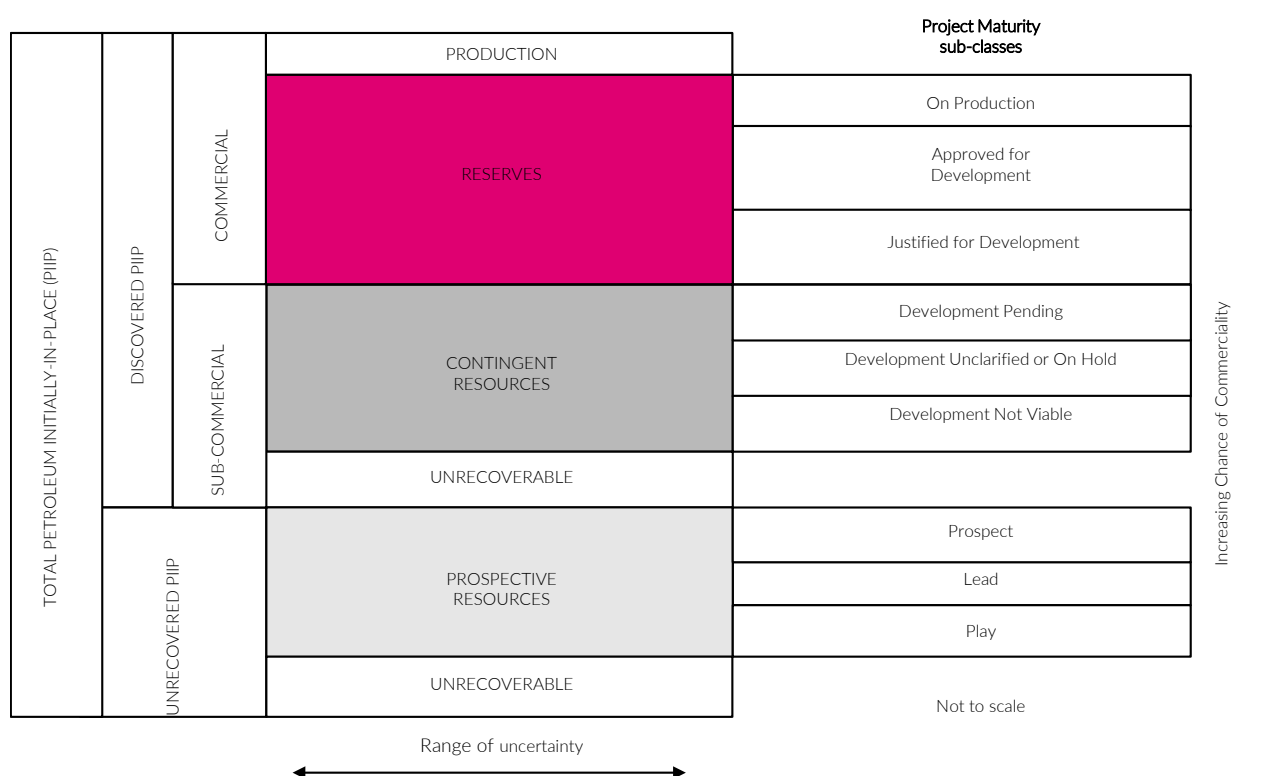 Project Maturity
sub-classes
TOTAL PETROLEUM INITIALLY-IN-PLACE (PIIP)
DISCOVERED PIIP
COMMERCIAL
PRODUCTION
RESERVES
On Production
Approved for
Development
Justified for Development
SUB-COMMERCIAL
CONTINGENT
RESOURCES
Development Pending
Development Unclarified or On Hold
Development Not Viable
UNRECOVERABLE
UNRECOVERED PIIP
PROSPECTIVE
RESOURCES
Prospect
Lead
Play
UNRECOVERABLE
Increasing Chance of Commerciality
Not to scale
Range of uncertainty